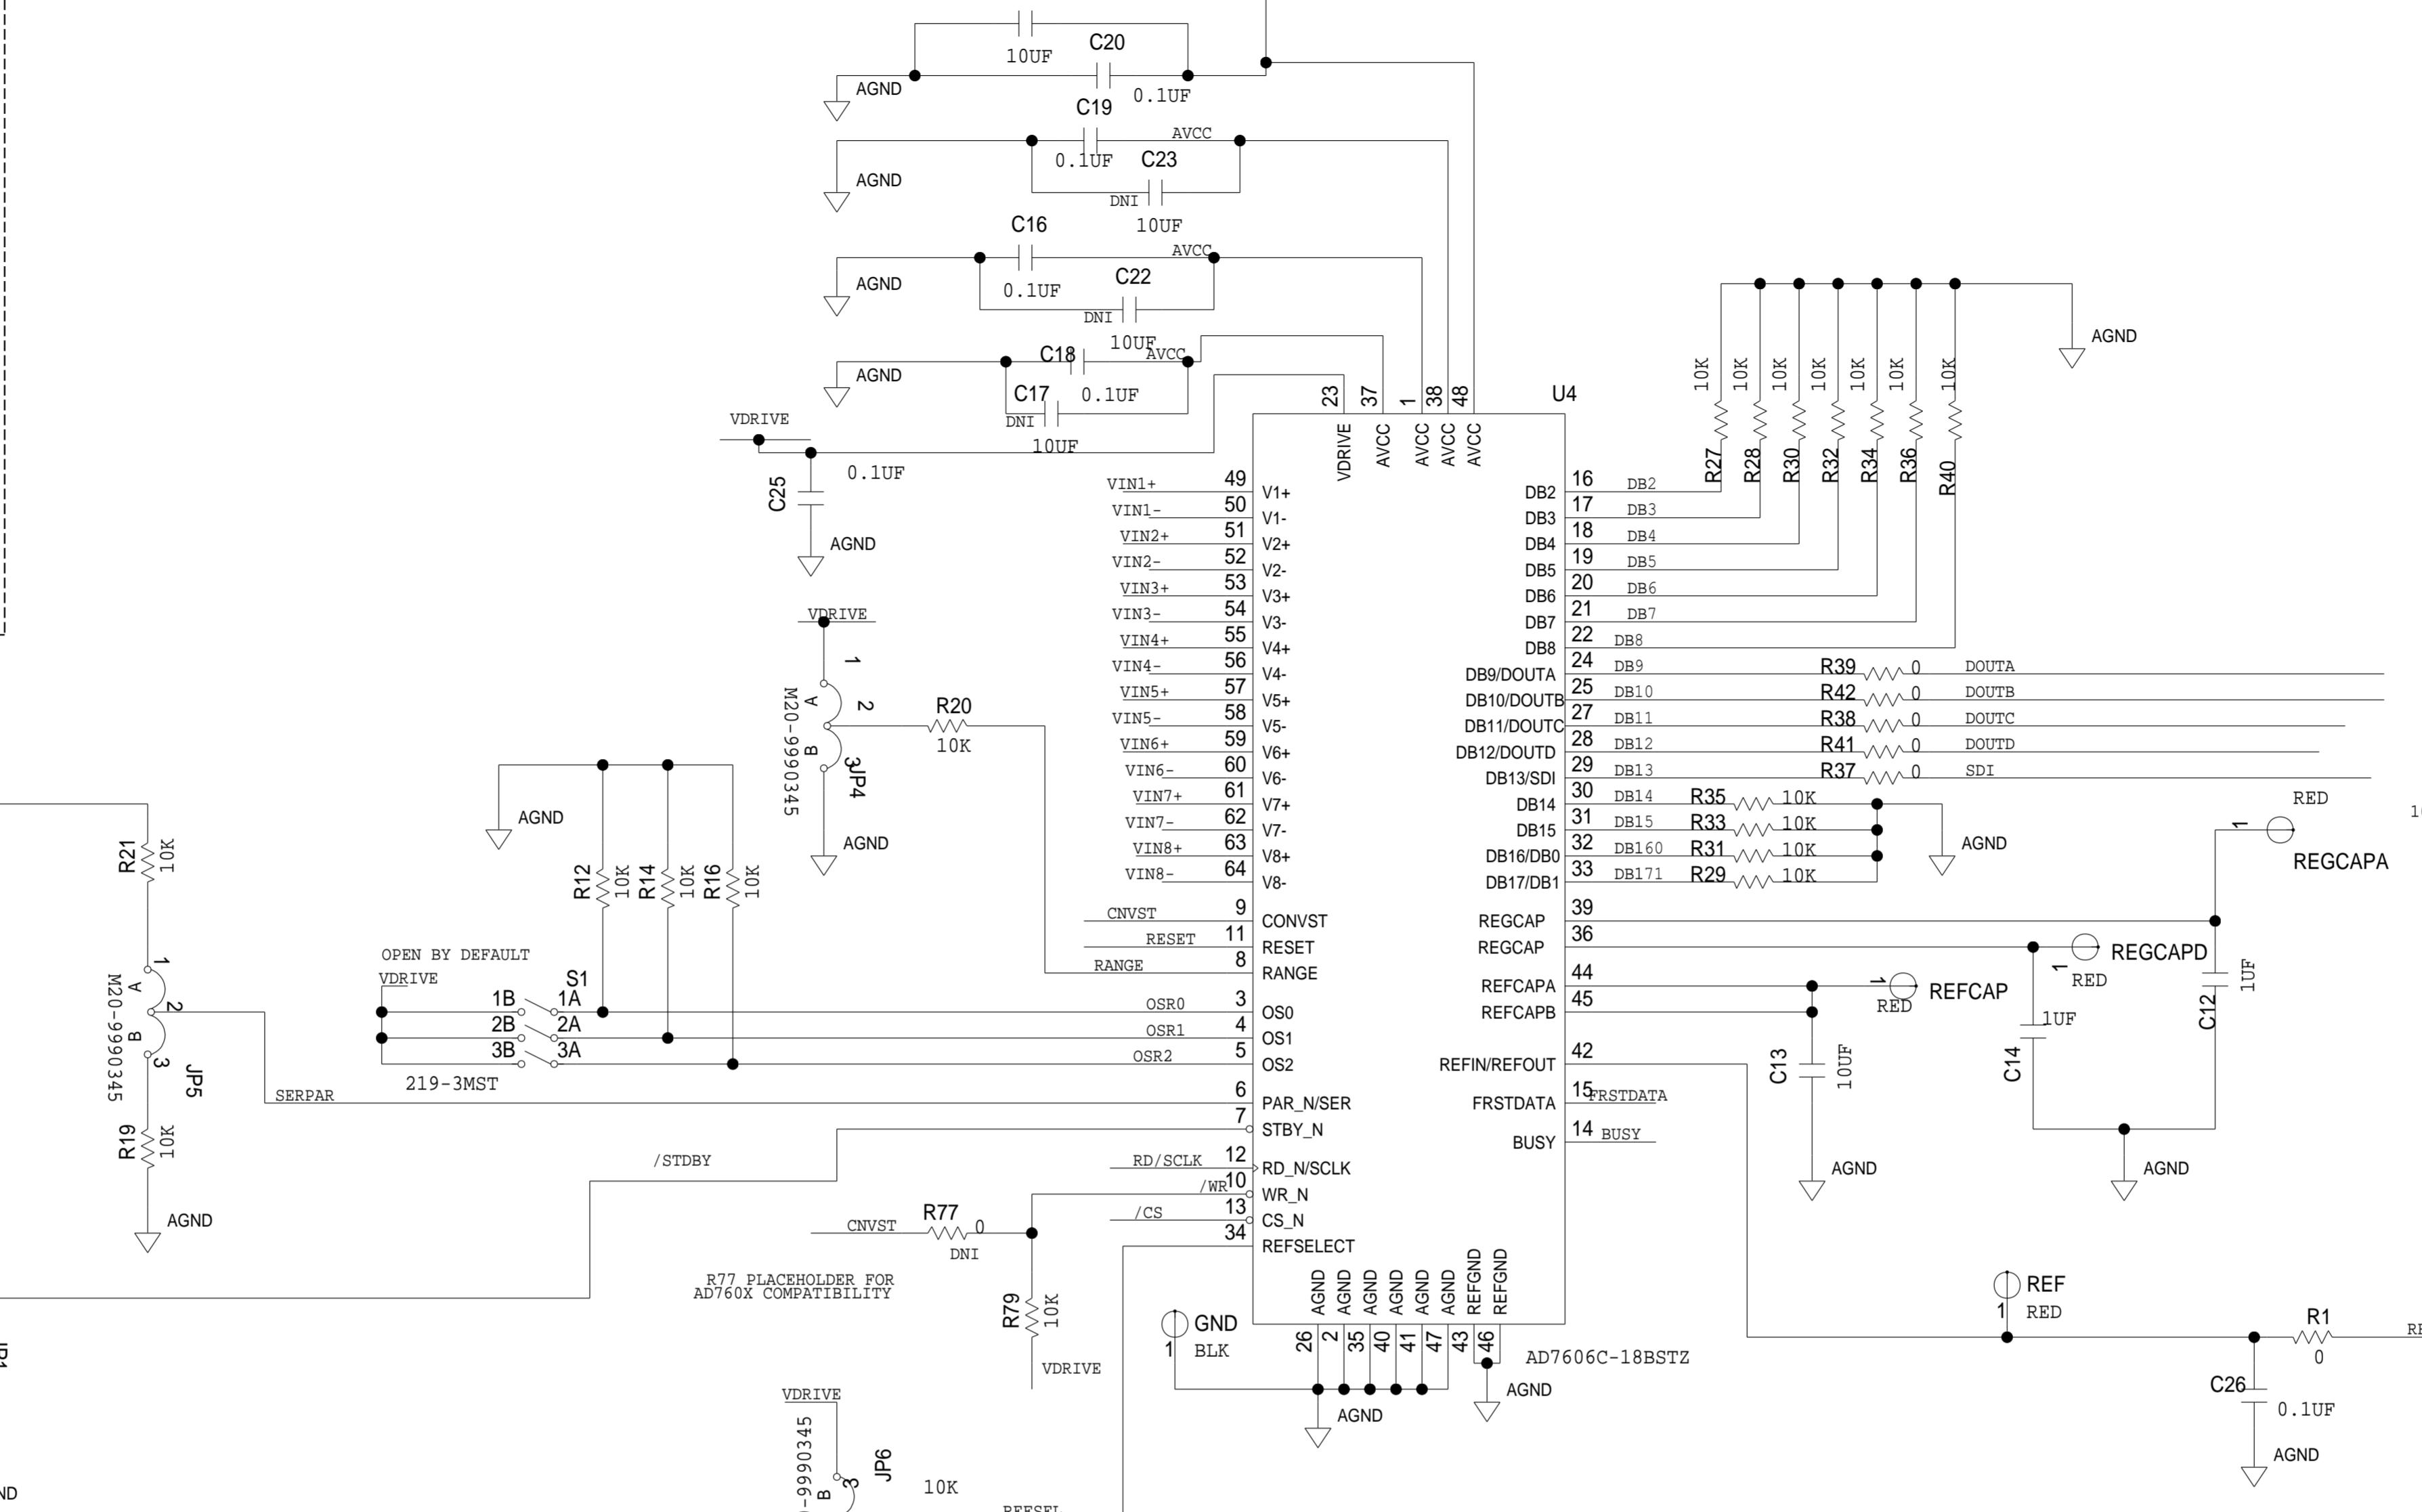 10UF
C20
AGND
0.1UF
C19
AVCC
0.1UF
C23
AGND
DNI
10UF
C16
AVCC
AGND
0.1UF
C22
DNI
10UF
C18
AVCC
AGND
C17
0.1UF
DNI
10UF
VDRIVE
0.1UF
C25
AGND
23
37
1
38
48
U4
VDRIVE
AVCC
AVCC
AVCC
AVCC
10K
10K
10K
10K
10K
10K
10K
AGND
R27
R28
R30
R32
R34
R36
R40
VIN1+ 49 V1+
VIN1- 50 V1-
VIN2+ 51 V2+
VIN2- 52 V2-
VIN3+ 53 V3+
VIN3- 54 V3-
VIN4+ 55 V4+
VIN4- 56 V4-
VIN5+ 57 V5+
VIN5- 58 V5-
VIN6+ 59 V6+
VIN6- 60 V6-
VIN7+ 61 V7+
VIN7- 62 V7-
VIN8+ 63 V8+
VIN8- 64 V8-
CNVST 9 CONVST
RESET 11 RESET
RANGE 8 RANGE
OSR0 3 OS0
OSR1 4 OS1
OSR2 5 OS2
SERPAR 6 PAR_N/SER
/STDBY 7 STBY_N
RD/SCLK 12 RD_N/SCLK
/WR 10 WR_N
/CS 13 CS_N
34 REFSELECT
DB2 16 DB2
DB3 17 DB3
DB4 18 DB4
DB5 19 DB5
DB6 20 DB6
DB7 21 DB7
DB8 22 DB8
DB9/DOUTA 24 DB9 R39 0 DOUTA
DB10/DOUTB 25 DB10 R42 0 DOUTB
DB11/DOUTC 27 DB11 R38 0 DOUTC
DB12/DOUTD 28 DB12 R41 0 DOUTD
DB13/SDI 29 DB13 R37 0 SDI
DB14 30 DB14 R35 10K
DB15 31 DB15 R33 10K
DB16/DB0 32 DB160 R31 10K
DB17/DB1 33 DB171 R29 10K
AGND
REGCAP 39
REGCAP 36
REFCAPA 44
REFCAPB 45
REFIN/REFOUT 42
FRSTDATA 15 FRSTDATA
BUSY 14 BUSY
RED
1
REGCAPA
REGCAPD
1
RED
1
RED
REFCAP
C12
1UF
C14
1UF
C13
10UF
AGND
AGND
REF
1 RED
R1
0
C26
0.1UF
AGND
VDRIVE
1
A
2
B
3
JP4
M20-9990345
R20
10K
AGND
AGND
R12
10K
R14
10K
R16
10K
OPEN BY DEFAULT
VDRIVE
S1
1B 1A
2B 2A
3B 3A
219-3MST
R21
10K
1
A
2
B
3
M20-9990345
JP5
R19
10K
AGND
CNVST
R77
0
DNI
R77 PLACEHOLDER FOR
AD760X COMPATIBILITY
R79
10K
VDRIVE
GND
1 BLK
AGND
AGND
AGND
AGND
AGND
AGND
REFGND
REFGND
26
2
35
40
41
47
43
46
AD7606C-18BSTZ
AGND
AGND
VDRIVE
-9990345
B
3
JP6
10K